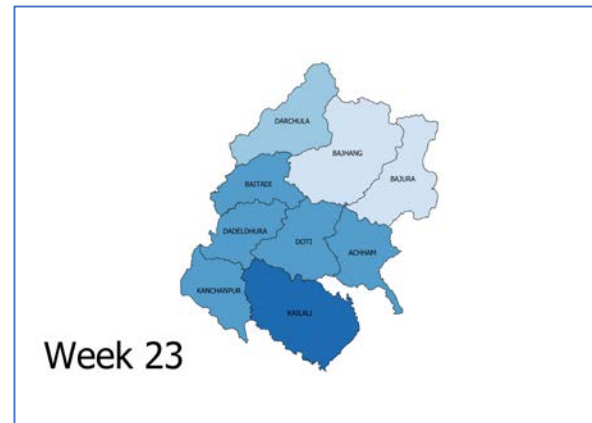 DARCHULA
BAJHANG
BAJURA
BAITADI
DADELDHURA
DOTI
ACHHAM
KANCHANPUR
KAILALI
Week 23